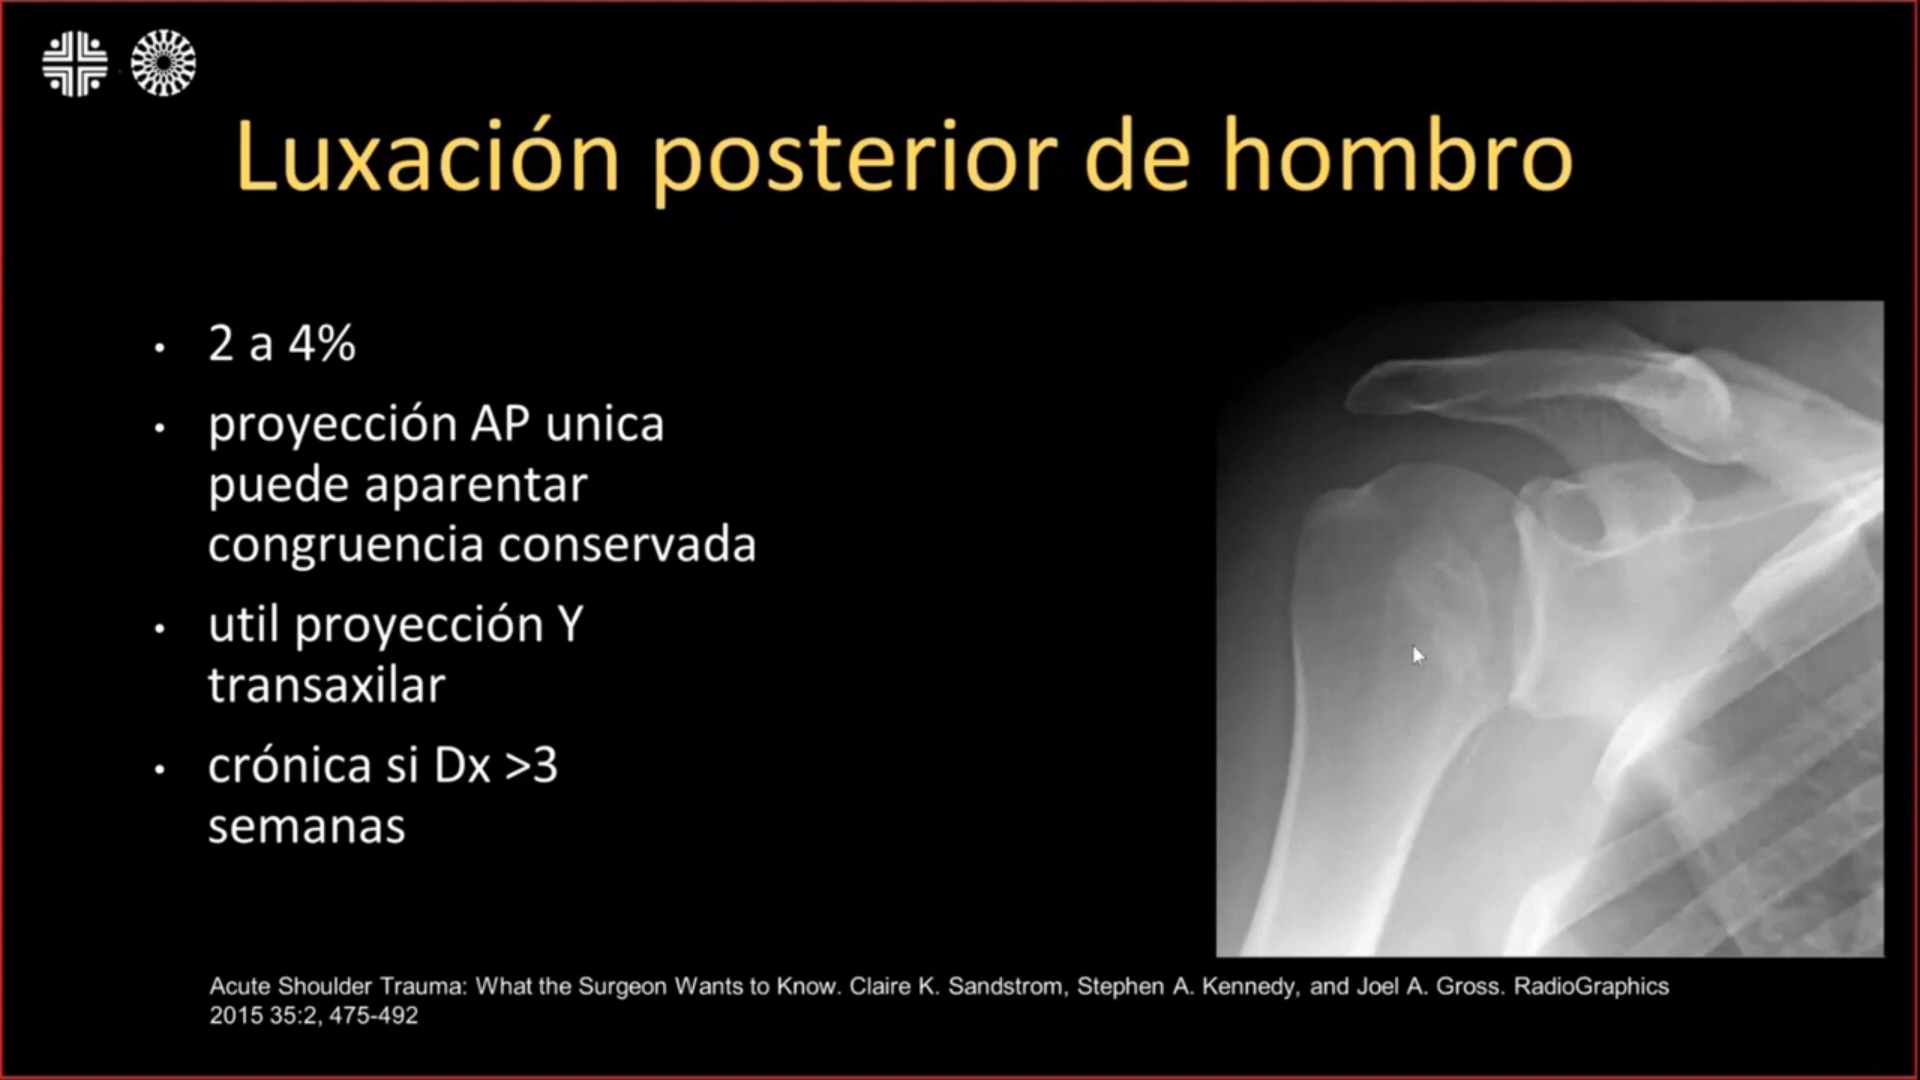 Luxación posterior de hombro
• 2 a 4%
• proyección AP unica
puede aparentar
congruencia conservada
• util proyección Y
transaxilar
• crónica si Dx >3
semanas
Acute Shoulder Trauma: What the Surgeon Wants to Know. Claire K. Sandstrom, Stephen A. Kennedy, and Joel A. Gross. RadioGraphics
2015 35:2, 475-492